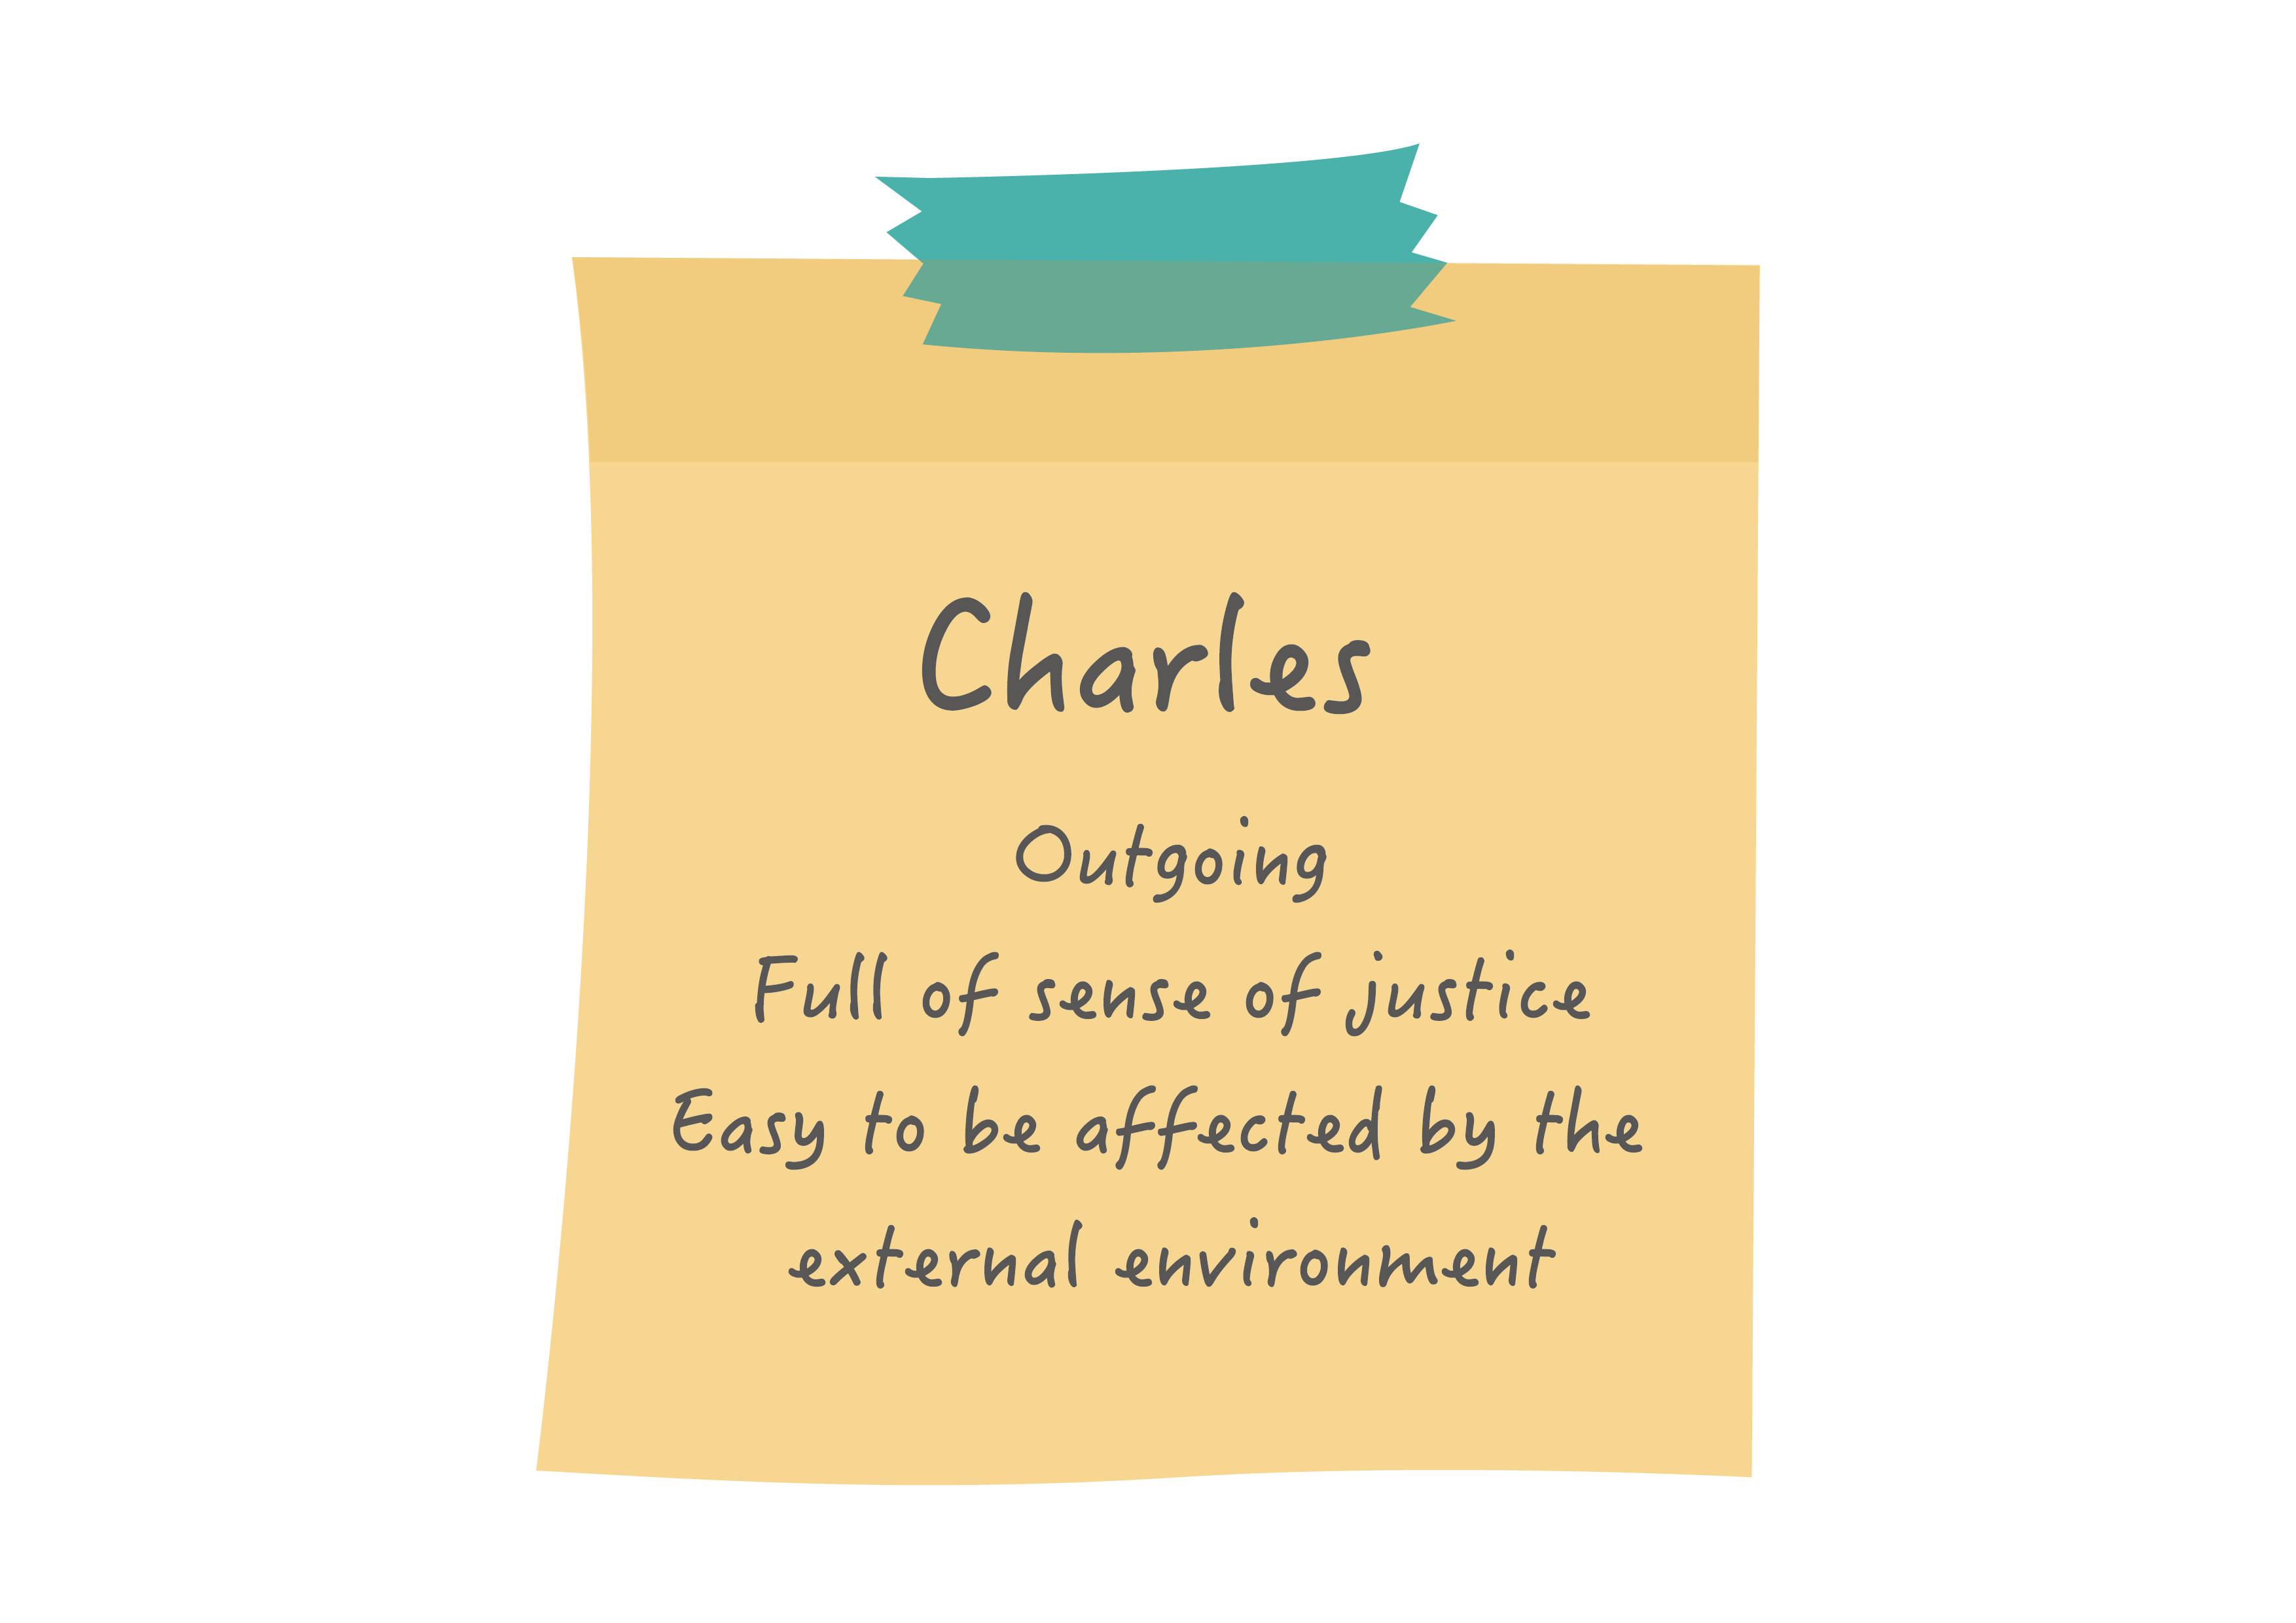 Charles
Outgoing
Full of sense of justice
Easy to be affected by the
external environment